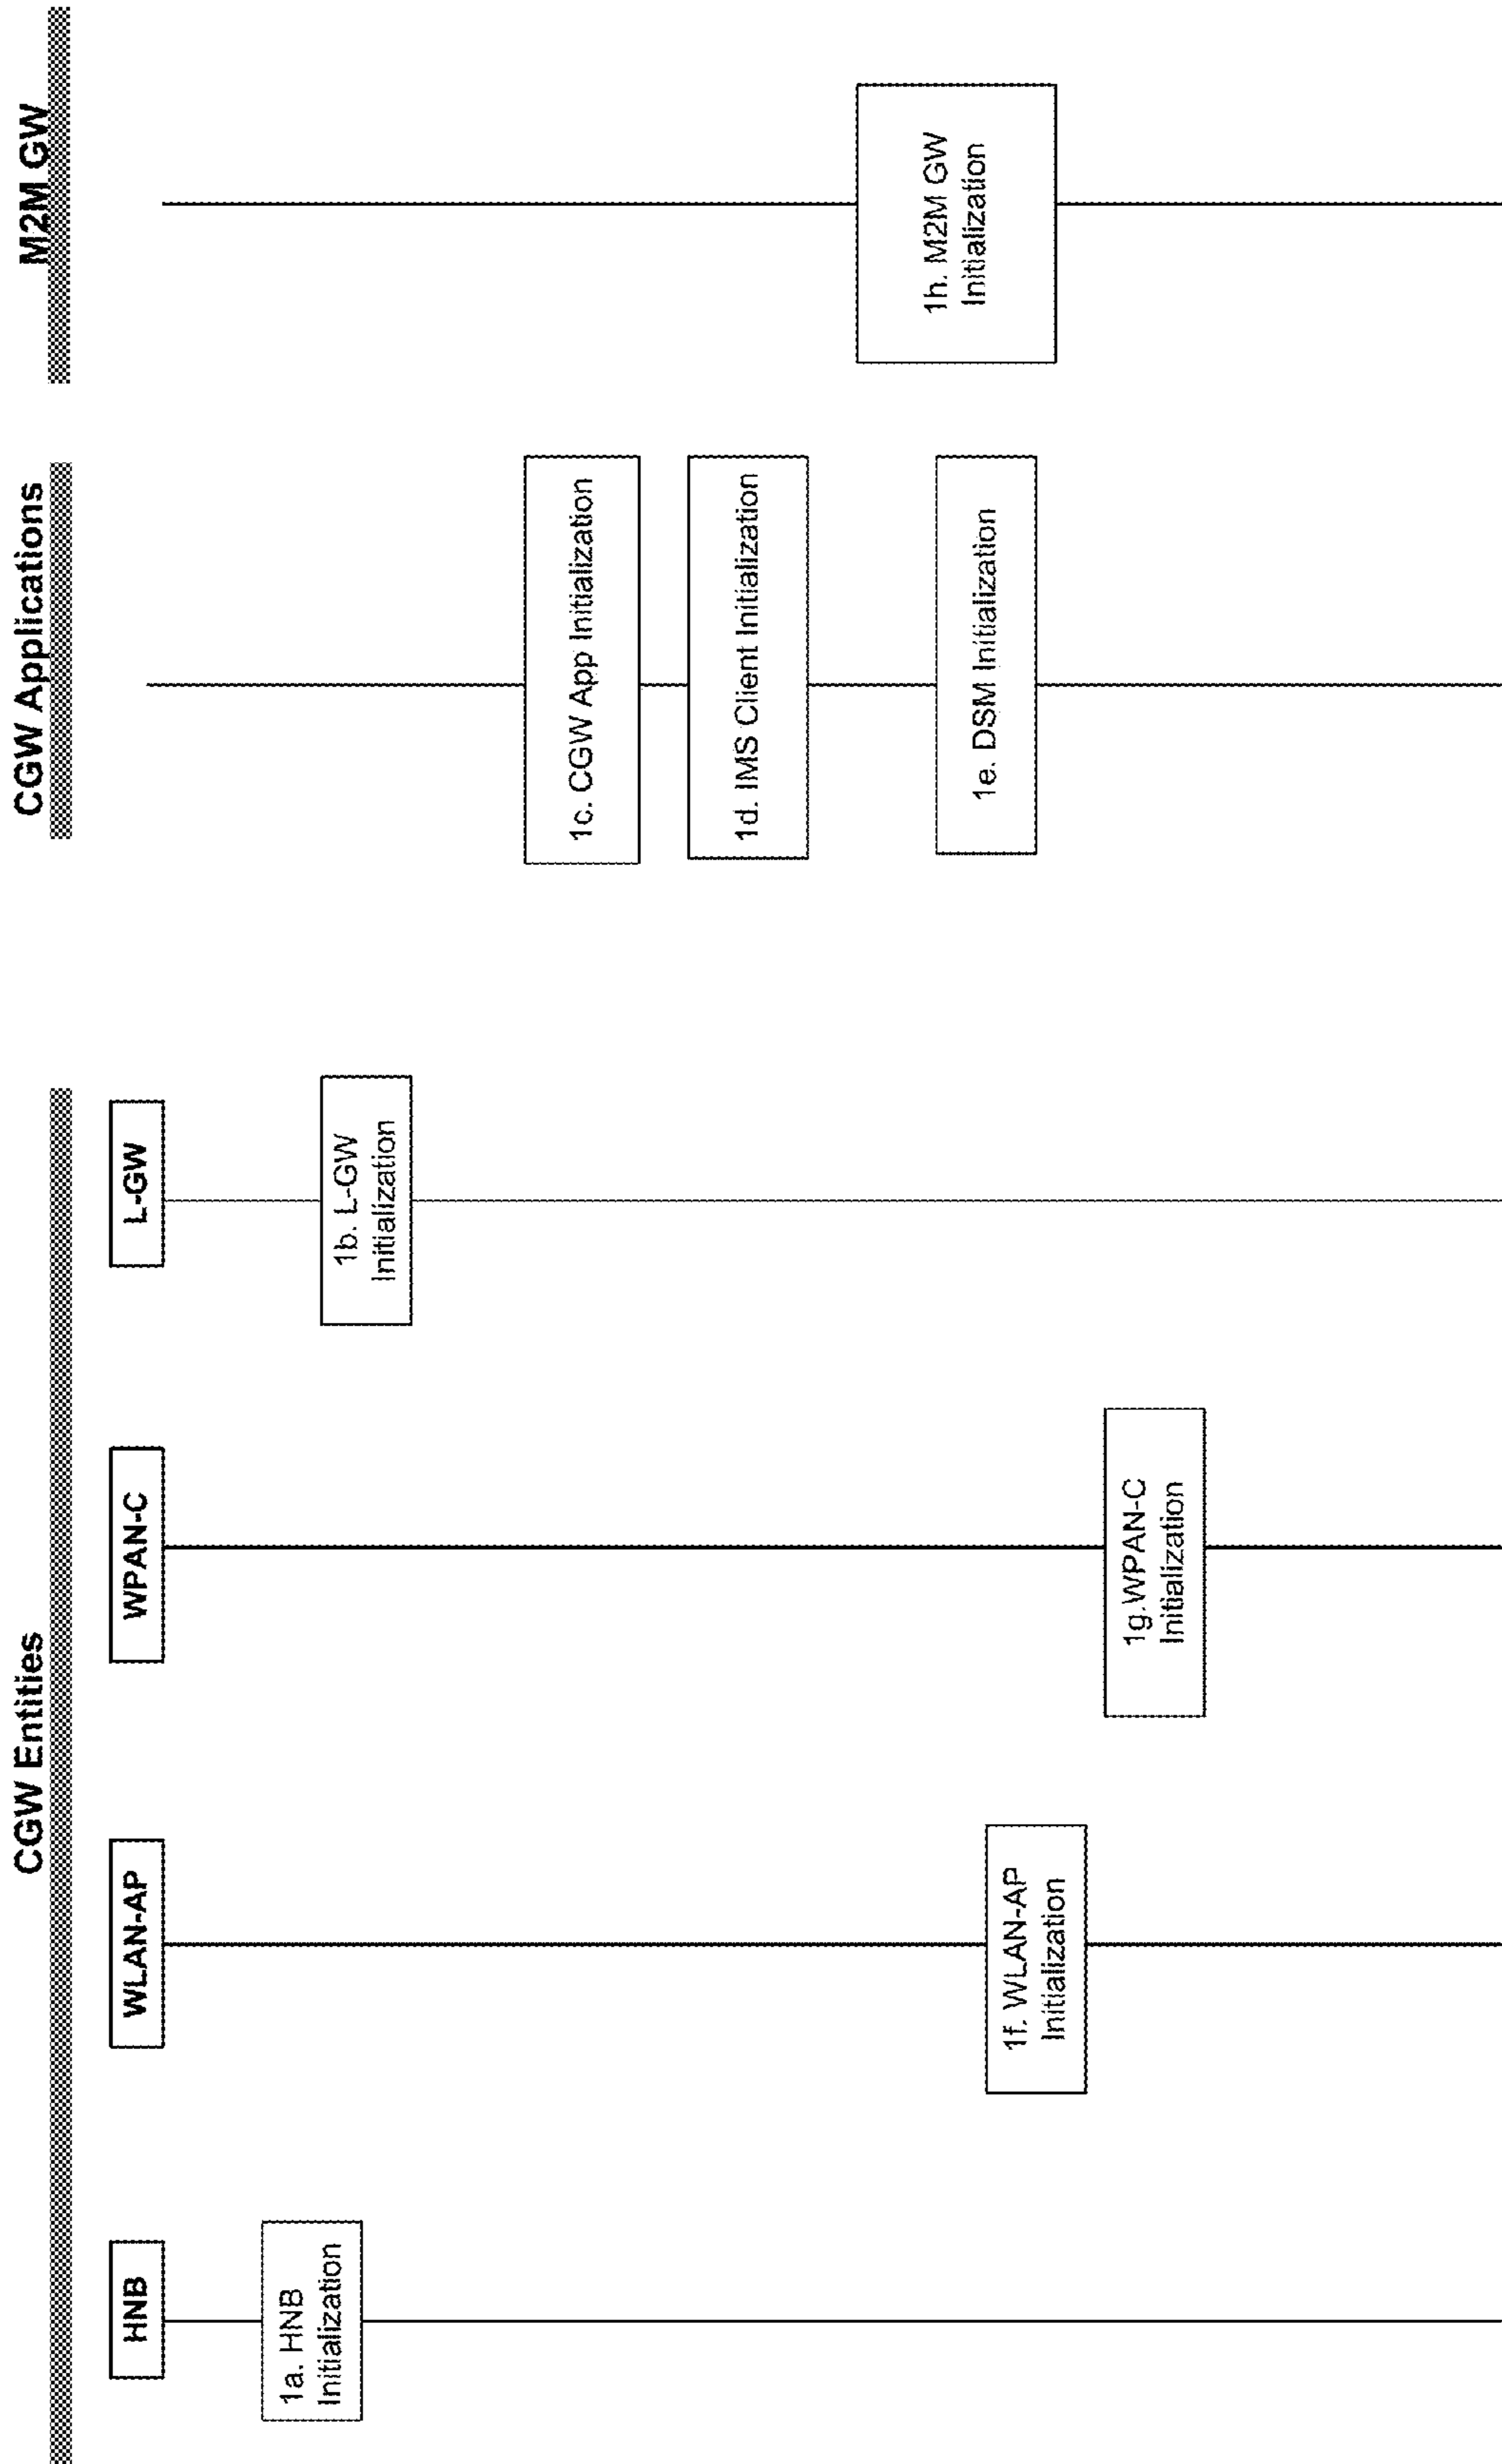 CGW Entities
CGW Applications
M2M GW
HNB
WLAN-AP
WPAN-C
L-GW
1a. HNB
Initialization
1b. L-GW
Initialization
1c. CGW App Initialization
1d. IMS Client Initialization
1h. M2M GW
Initialization
1e. DSM Initialization
1f. WLAN-AP
Initialization
1g.WPAN-C
Initialization